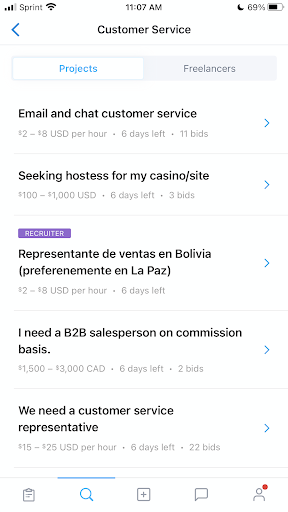 Sprint 11:07 AM 69%
Customer Service
Projects Freelancers
Email and chat customer service
$2 – $8 USD per hour • 6 days left • 11 bids
Seeking hostess for my casino/site
$100 – $1,000 USD • 6 days left • 3 bids
RECRUITER
Representante de ventas en Bolivia
(preferenemente en La Paz)
$2 – $8 USD per hour • 6 days left
I need a B2B salesperson on commission
basis.
$1,500 – $3,000 CAD • 6 days left • 2 bids
We need a customer service
representative
$15 – $25 USD per hour • 6 days left • 22 bids